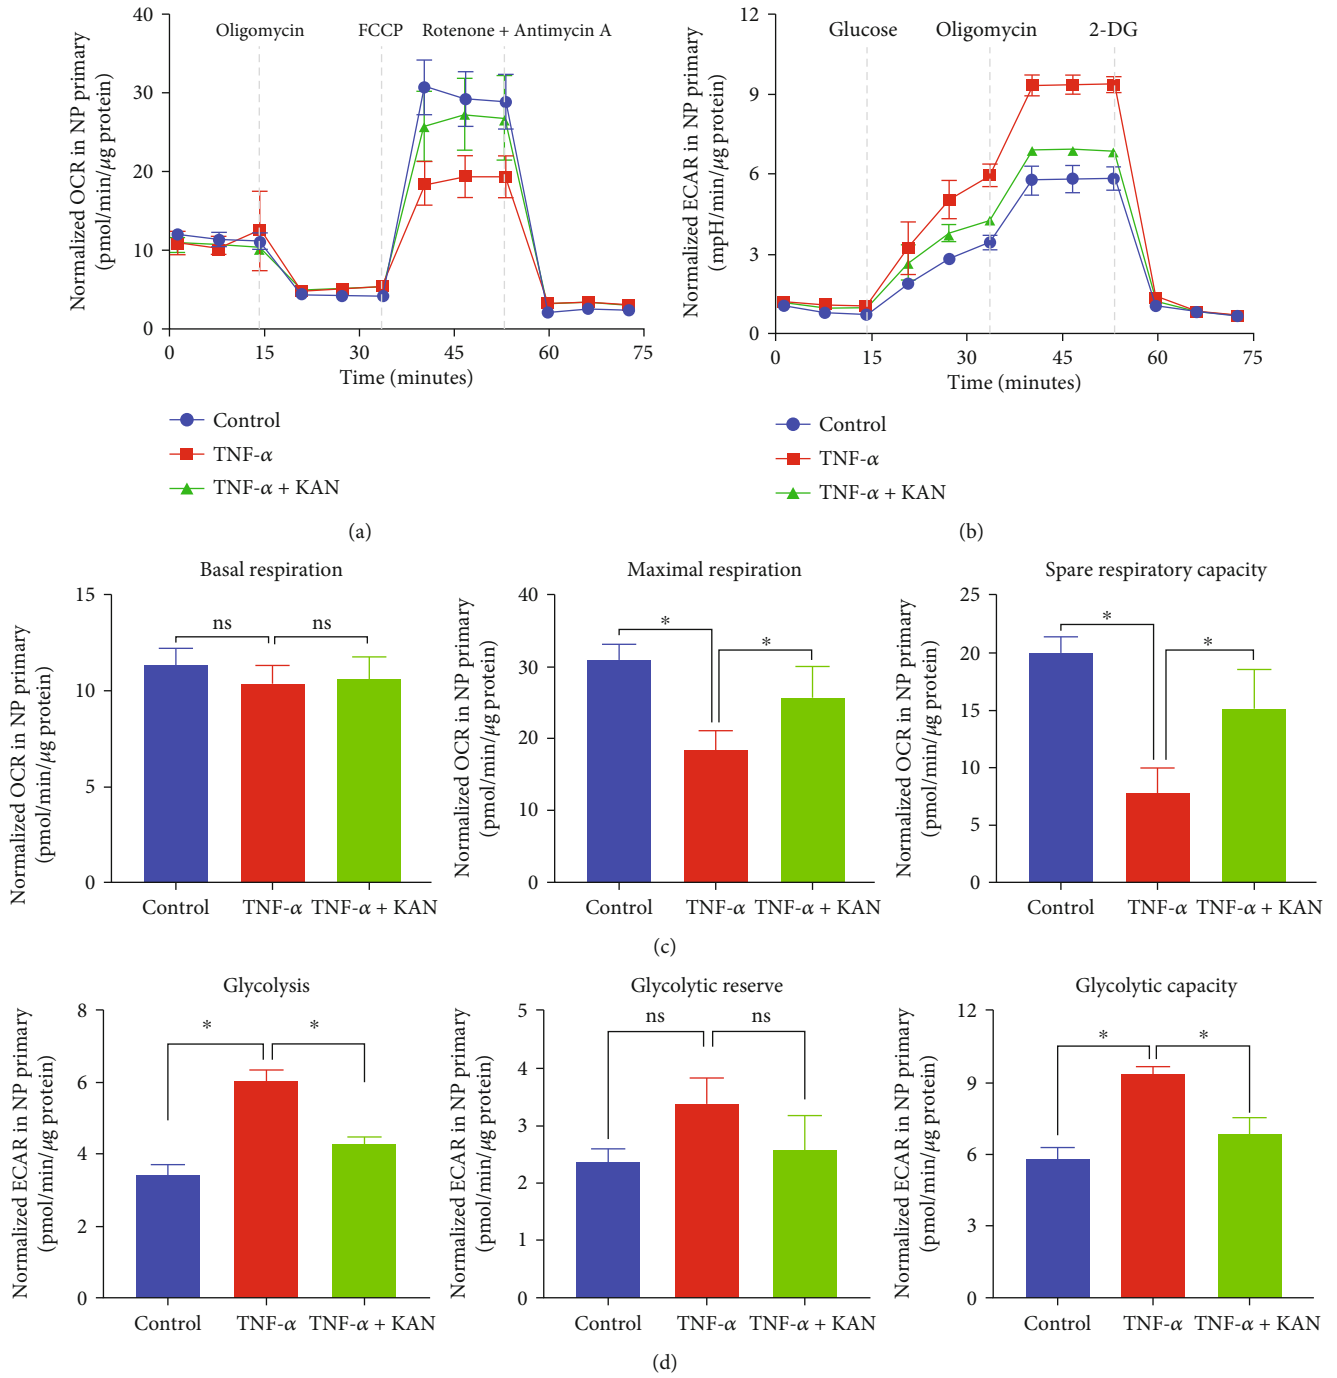 Oligomycin FCCP Rotenone + Antimycin A
Normalized OCR in NP primary
(pmol/min/μg protein)
40
30
20
10
0
0 15 30 45 60 75
Time (minutes)
Control
TNF-α
TNF-α + KAN
(a)
Glucose Oligomycin 2-DG
Normalized ECAR in NP primary
(mpH/min/μg protein)
12
9
6
3
0
0 15 30 45 60 75
Time (minutes)
Control
TNF-α
TNF-α + KAN
(b)
Basal respiration
Normalized OCR in NP primary
(pmol/min/μg protein)
15
10
5
0
ns ns
Control TNF-α TNF-α + KAN
Maximal respiration
Normalized OCR in NP primary
(pmol/min/μg protein)
40
30
20
10
0
* *
Control TNF-α TNF-α + KAN
Spare respiratory capacity
Normalized OCR in NP primary
(pmol/min/μg protein)
25
20
15
10
5
0
* *
Control TNF-α TNF-α + KAN
(c)
Glycolysis
Normalized ECAR in NP primary
(pmol/min/μg protein)
8
6
4
2
0
* *
Control TNF-α TNF-α + KAN
Glycolytic reserve
Normalized ECAR in NP primary
(pmol/min/μg protein)
5
4
3
2
1
0
ns ns
Control TNF-α TNF-α + KAN
Glycolytic capacity
Normalized ECAR in NP primary
(pmol/min/μg protein)
12
9
6
3
0
* *
Control TNF-α TNF-α + KAN
(d)